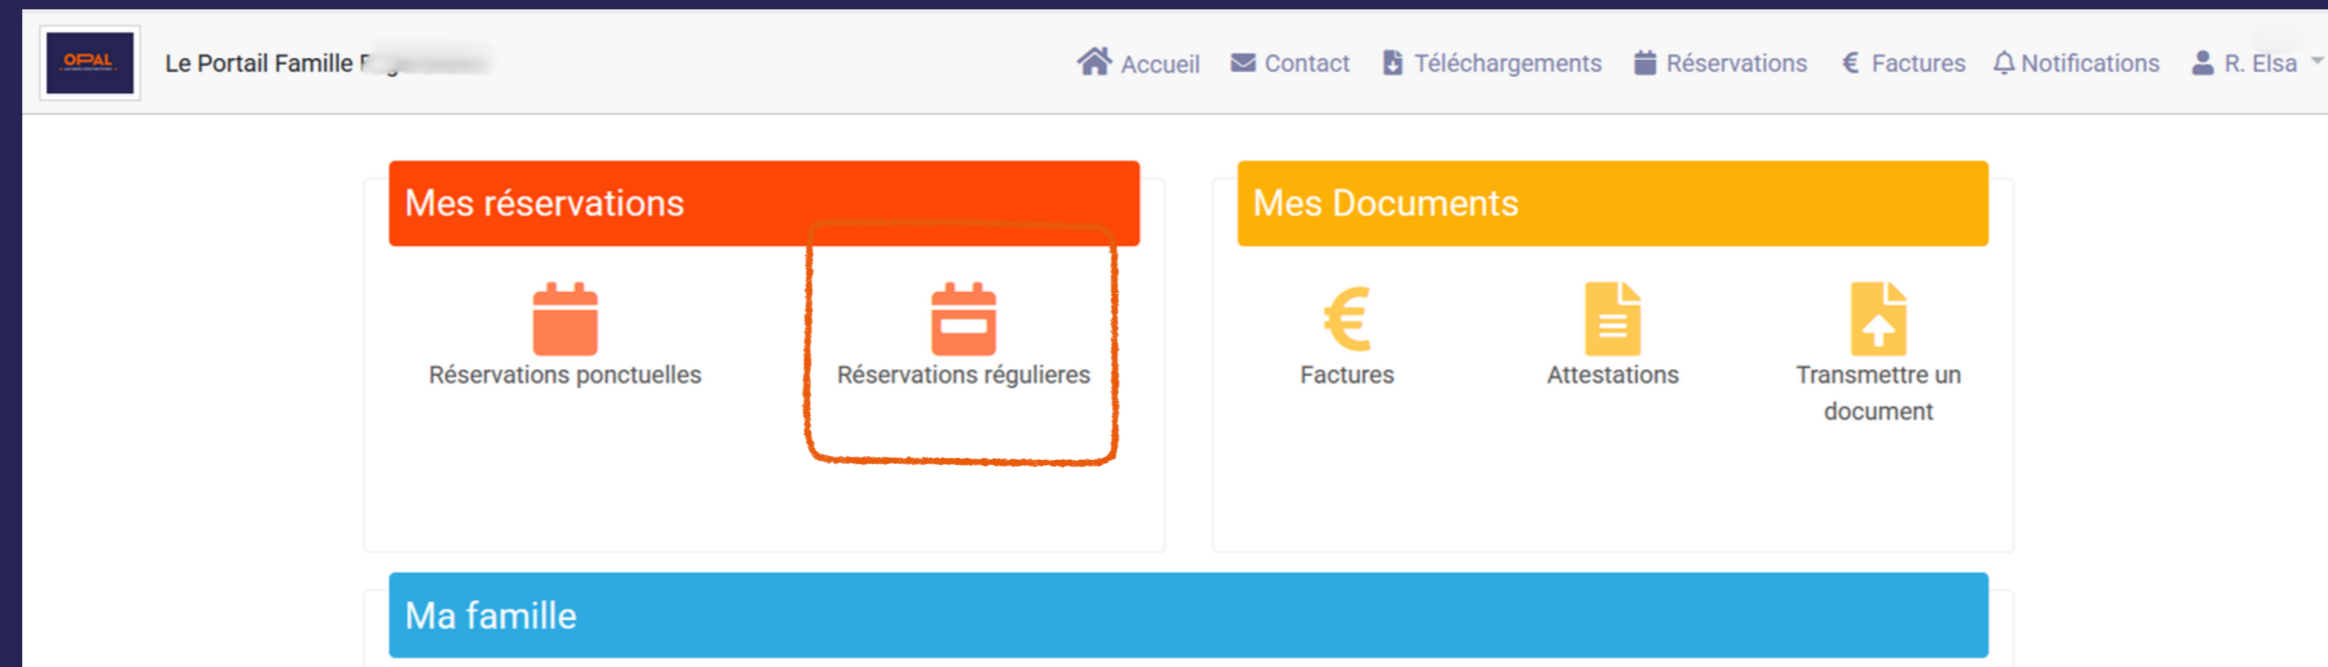 OPAL
Le Portail Famille
Accueil
Contact
Téléchargements
Réservations
€ Factures
Notifications
R. Elsa
Mes réservations
Mes Documents
Réservations ponctuelles
Réservations régulieres
€
Factures
Attestations
Transmettre un
document
Ma famille